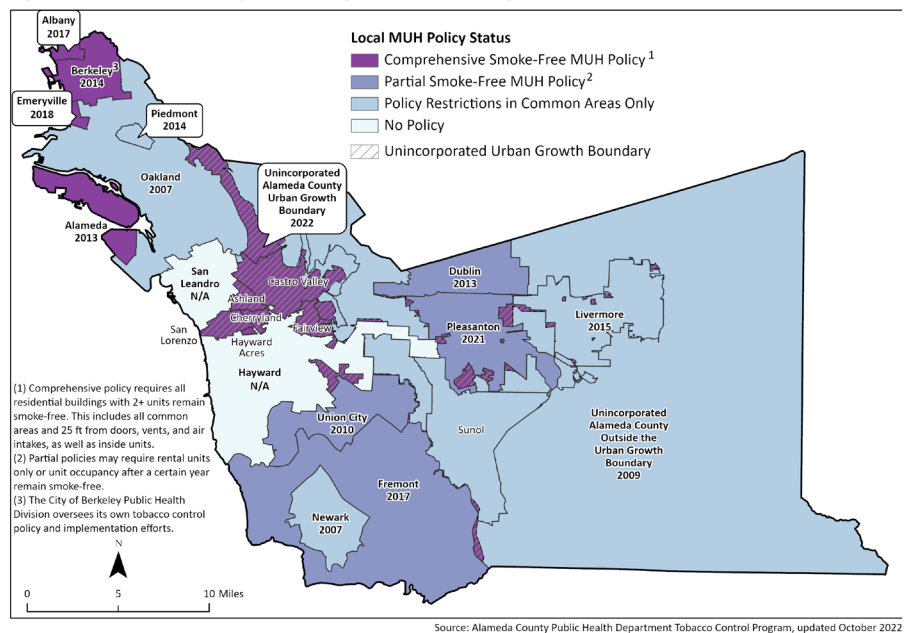 Albany
2017
Berkeley3
2014
Emeryville
2018
Piedmont
2014
Oakland
2007
Unincorporated
Alameda County
Urban Growth
Boundary
2022
Alameda
2013
San
Leandro
N/A
Castro Valley
Ashland
Cherryland
San
Lorenzo
Fairview
Hayward
Acres
Hayward
N/A
Dublin
2013
Pleasanton
2021
Livermore
2015
Union City
2010
Sunol
Unincorporated
Alameda County
Outside the
Urban Growth
Boundary
2009
Fremont
2017
Newark
2007
Local MUH Policy Status
Comprehensive Smoke-Free MUH Policy1
Partial Smoke-Free MUH Policy2
Policy Restrictions in Common Areas Only
No Policy
Unincorporated Urban Growth Boundary
(1) Comprehensive policy requires all
residential buildings with 2+ units remain
smoke-free. This includes all common
areas and 25 ft from doors, vents, and air
intakes, as well as inside units.
(2) Partial policies may require rental units
only or unit occupancy after a certain year
remain smoke-free.
(3) The City of Berkeley Public Health
Division oversees its own tobacco control
policy and implementation efforts.
N
0 5 10 Miles
Source: Alameda County Public Health Department Tobacco Control Program, updated October 2022